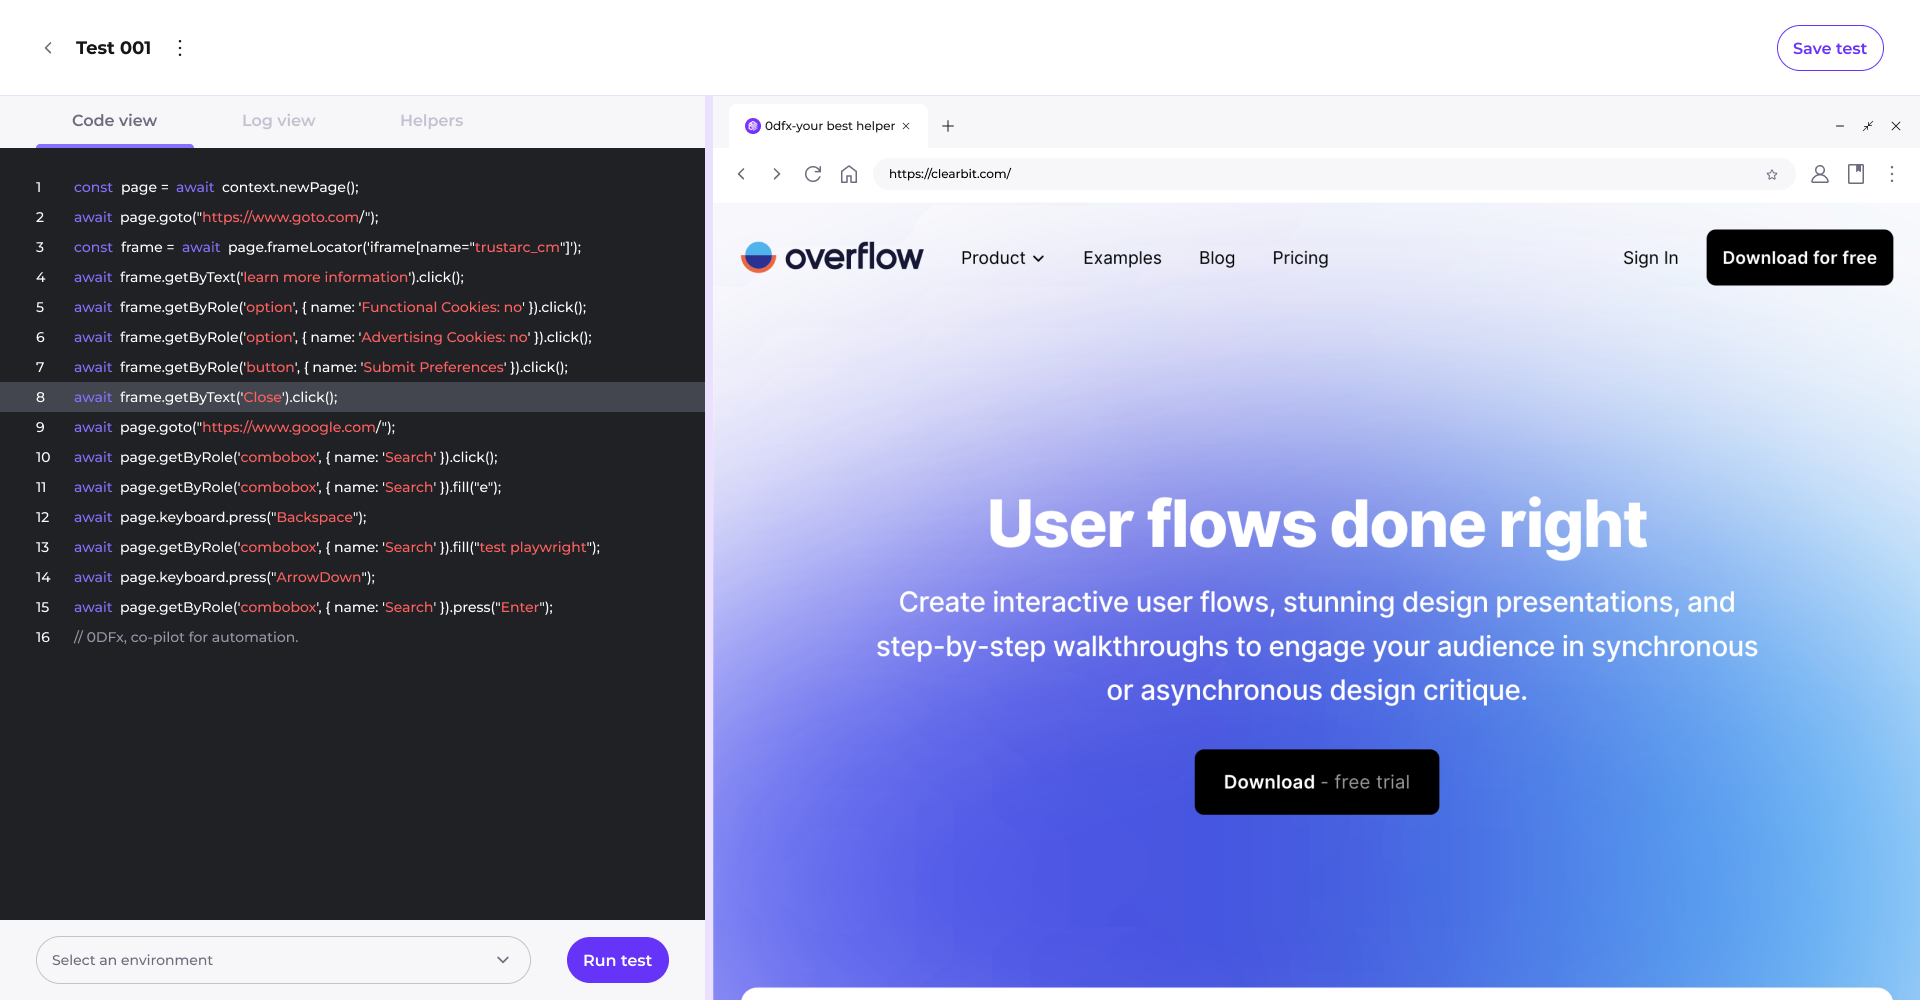 Test 001
Save test
Code view Log view Helpers
1 const page = await context.newPage();
2 await page.goto("https://www.goto.com/");
3 const frame = await page.frameLocator('iframe[name="trustarc_cm"]');
4 await frame.getByText('learn more information').click();
5 await frame.getByRole('option', { name: 'Functional Cookies: no' }).click();
6 await frame.getByRole('option', { name: 'Advertising Cookies: no' }).click();
7 await frame.getByRole('button', { name: 'Submit Preferences' }).click();
8 await frame.getByText('Close').click();
9 await page.goto("https://www.google.com/");
10 await page.getByRole('combobox', { name: 'Search' }).click();
11 await page.getByRole('combobox', { name: 'Search' }).fill("e");
12 await page.keyboard.press("Backspace");
13 await page.getByRole('combobox', { name: 'Search' }).fill("test playwright");
14 await page.keyboard.press("ArrowDown");
15 await page.getByRole('combobox', { name: 'Search' }).press("Enter");
16 // 0DFx, co-pilot for automation.
Select an environment
Run test
0dfx-your best helper
https://clearbit.com/
overflow Product Examples Blog Pricing Sign In Download for free
User flows done right
Create interactive user flows, stunning design presentations, and
step-by-step walkthroughs to engage your audience in synchronous
or asynchronous design critique.
Download - free trial